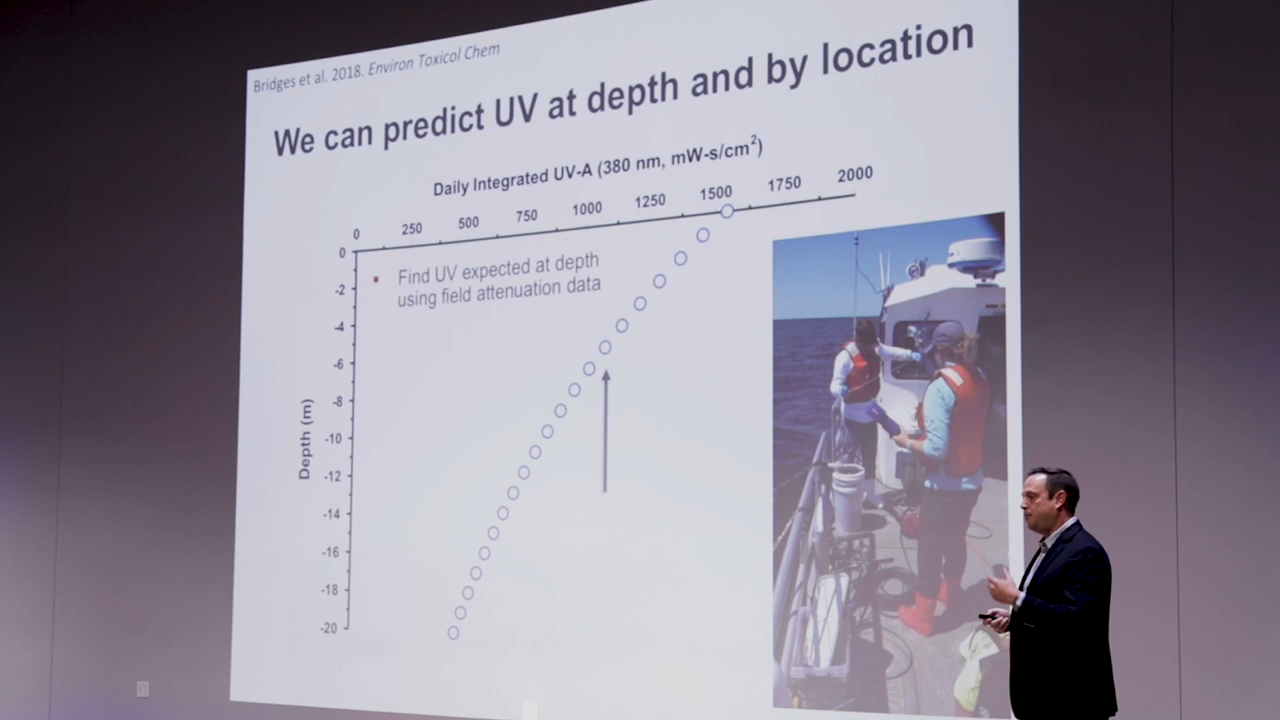 Bridges et al. 2018. Environ Toxicol Chem
We can predict UV at depth and by location
Daily Integrated UV-A (380 nm, mW-s/cm²)
0 250 500 750 1000 1250 1500 1750 2000
Find UV expected at depth
using field attenuation data
Depth (m)
0
-2
-4
-6
-8
-10
-12
-14
-16
-18
-20